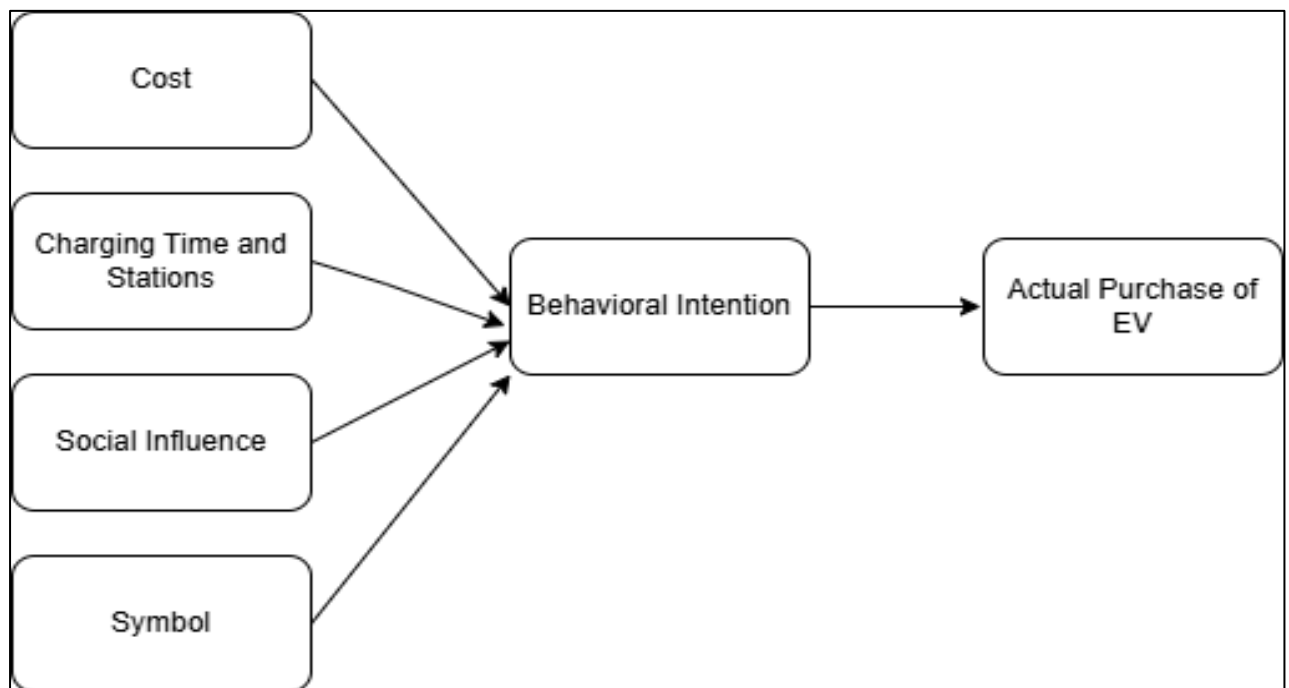 Cost
Charging Time and
Stations
Social Influence
Symbol
Behavioral Intention
Actual Purchase of
EV